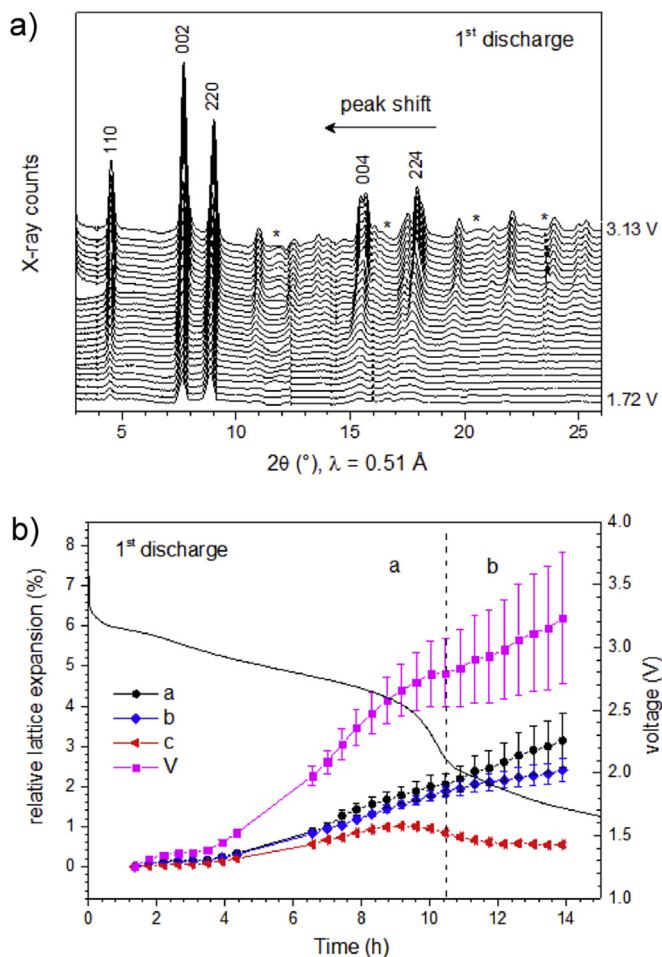 a)
1st discharge
002
220
110
peak shift
004
224
*
*
*
*
3.13 V
1.72 V
X-ray counts
5
10
15
20
25
2θ (°), λ = 0.51 Å
b)
1st discharge
a
b
8
7
6
5
4
3
2
1
0
relative lattice expansion (%)
a
b
c
V
4.0
3.5
3.0
2.5
2.0
1.5
1.0
voltage (V)
0
2
4
6
8
10
12
14
Time (h)